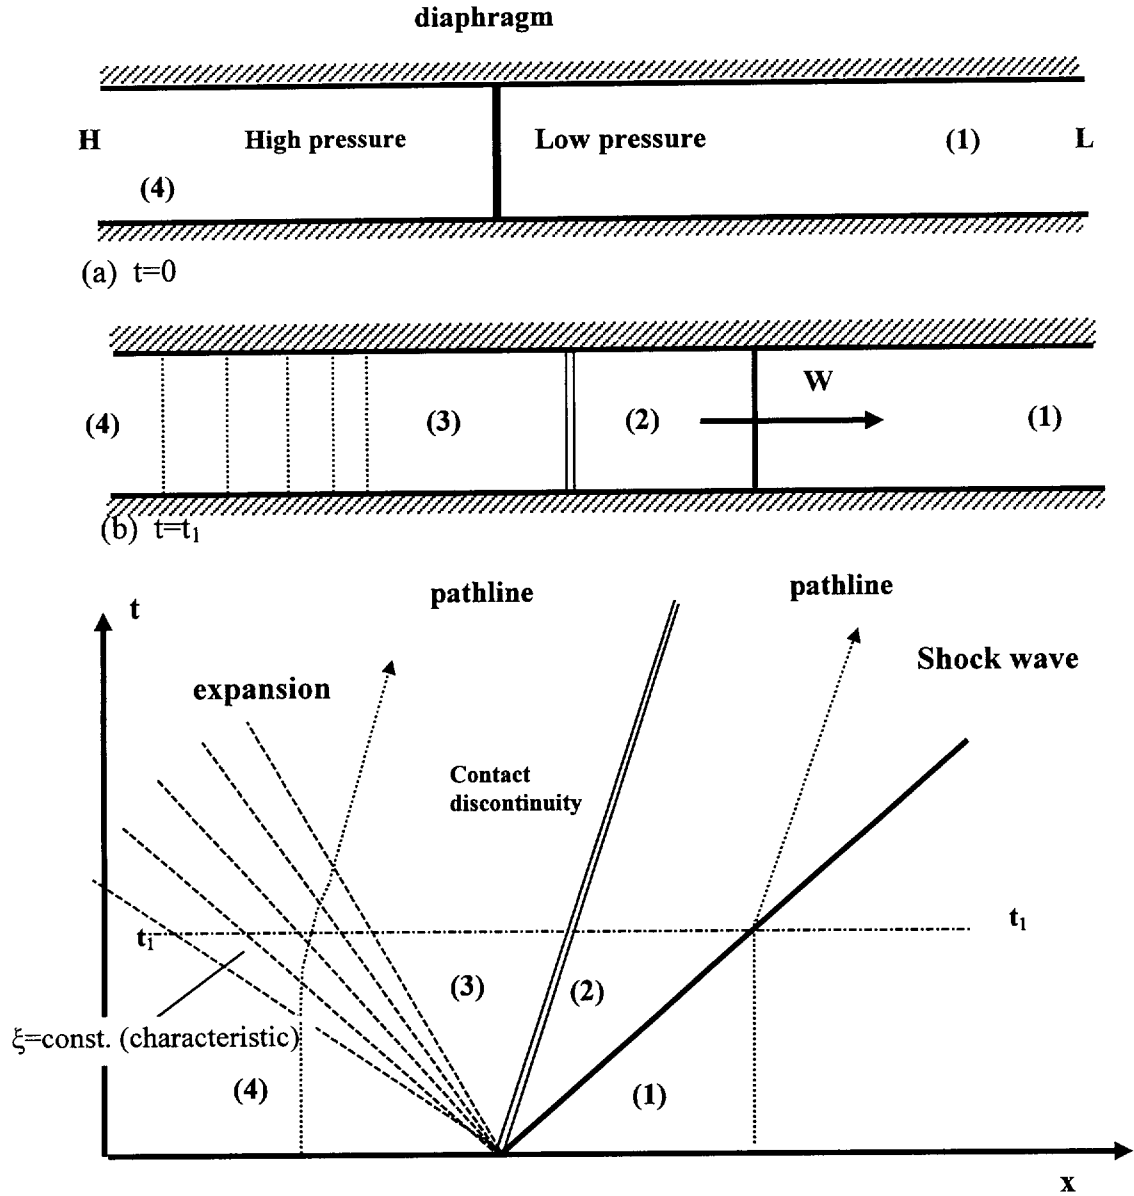 diaphragm
H High pressure Low pressure (1) L
(4)
(a) t=0
W
(4) (3) (2) (1)
(b) t=t₁
pathline pathline
t
Shock wave
expansion
Contact
discontinuity
t₁ t₁
(3) (2)
ξ=const. (characteristic)
(4) (1)
x